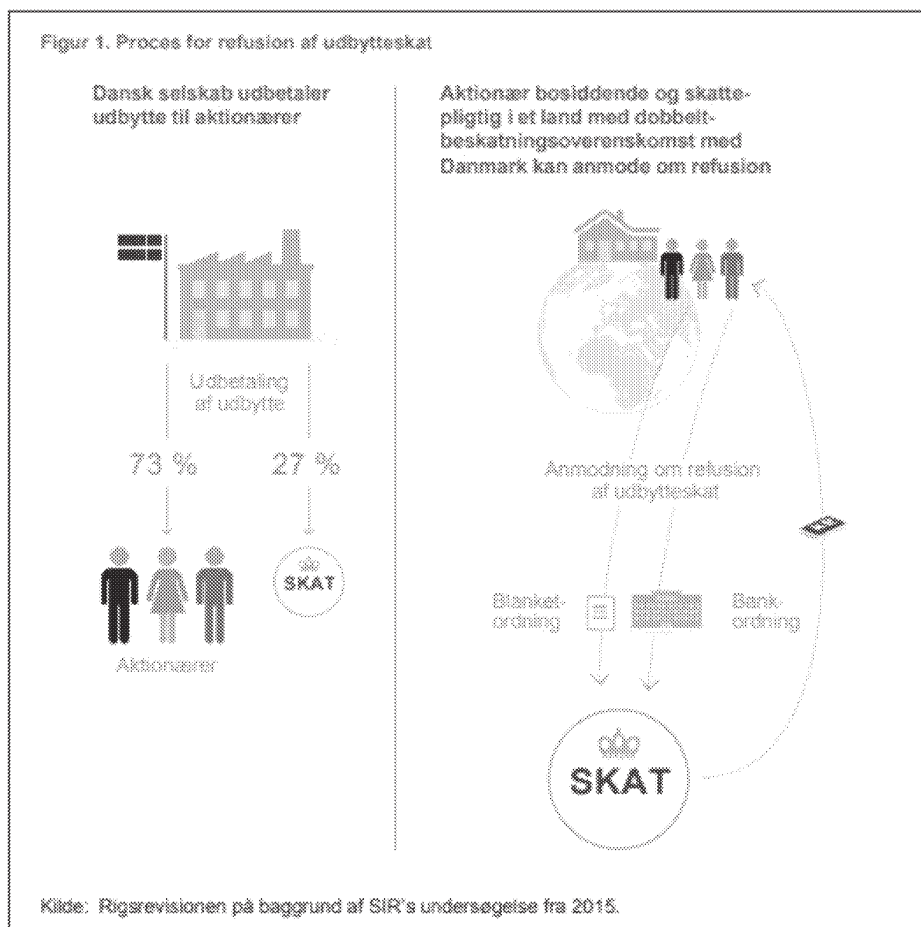 Figur 1. Proces for refusion af udbytteskat
Dansk selskab udbetaler
udbytte til aktionærer
Udbetaling
af udbytte
73 %
27 %
SKAT
Aktionærer
Aktionær bosiddende og skatte-
pligtig i et land med dobbelt-
beskatningsoverenskomst med
Danmark kan anmode om refusion
Anmodning om refusion
af udbytteskat
Blanket-
ordning
Bank-
ordning
SKAT
Kilde: Rigsrevisionen på baggrund af SIR's undersøgelse fra 2015.